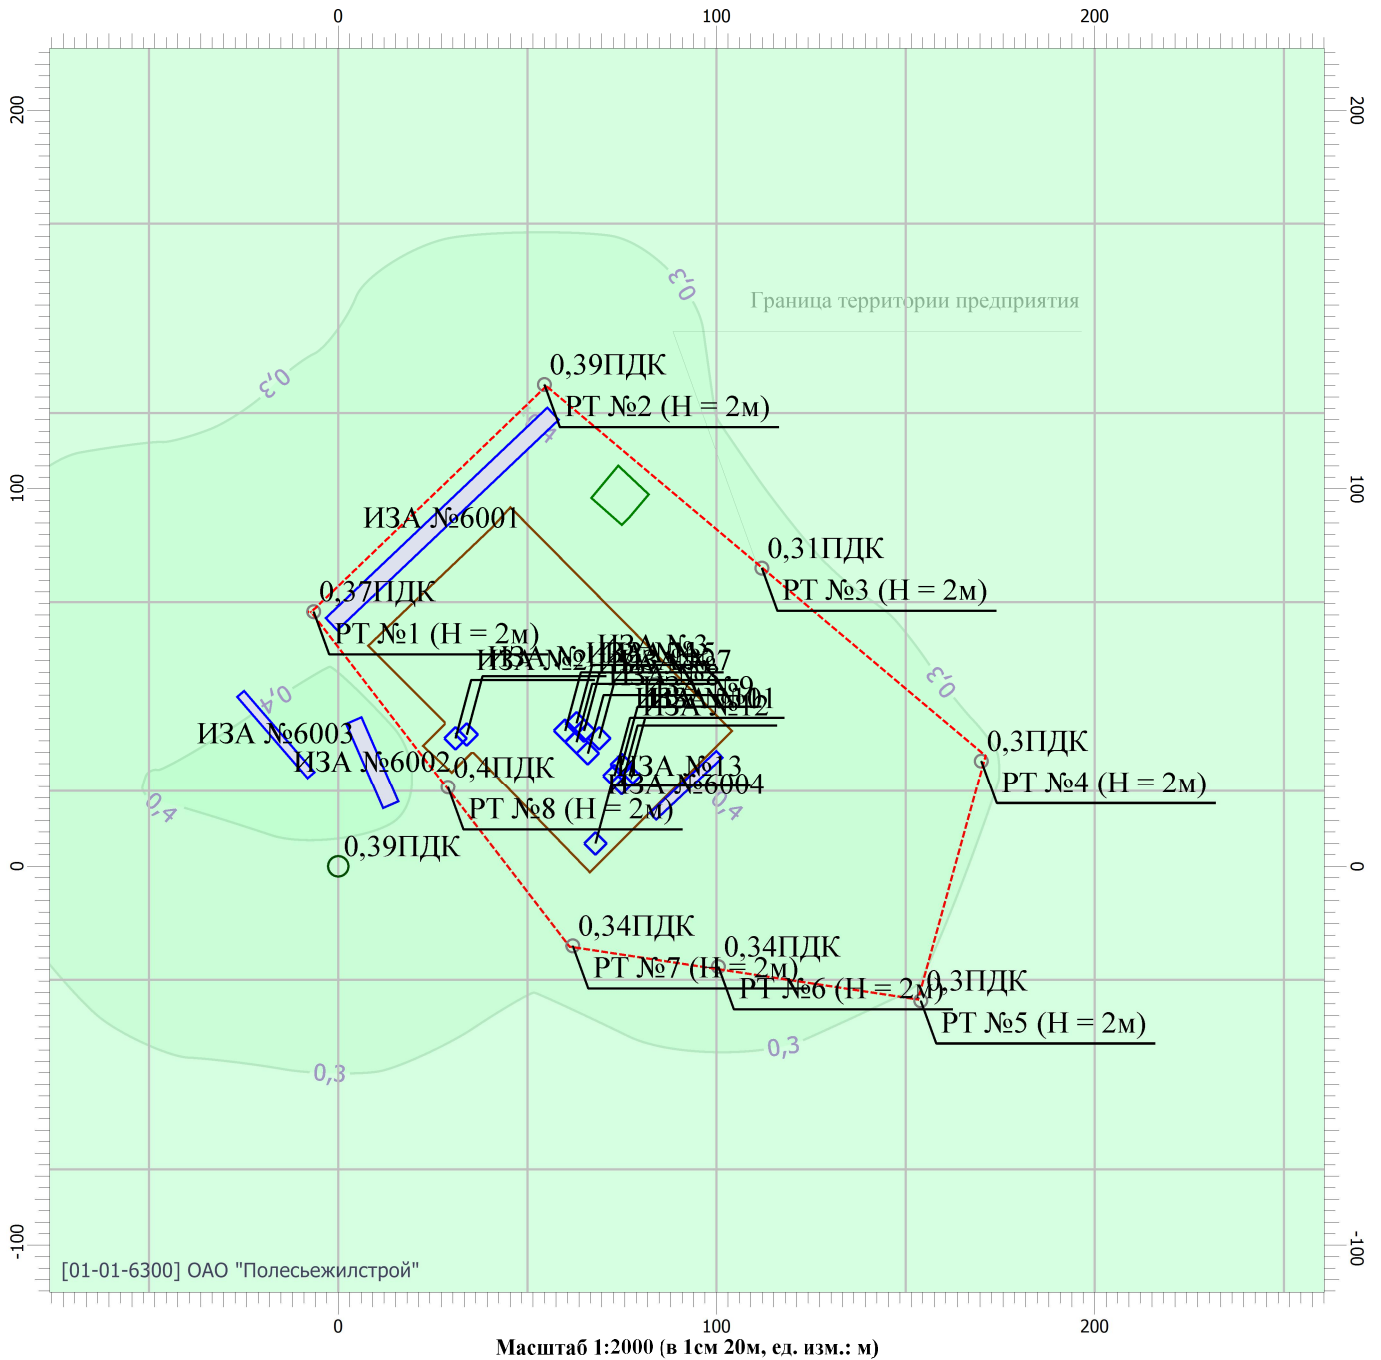 0 100 200
200 200
0,3
Граница территории предприятия
0,39ПДК
0,3
РТ №2 (Н = 2м)
100 100
ИЗА №6001
0,31ПДК
0,37ПДК
РТ №3 (Н = 2м)
РТ №1 (Н = 2м)
ИЗА №3
ИЗА №2
0,3
0,4
ИЗА №12
ИЗА №6003
0,3ПДК
ИЗА №6002
0,4ПДК
ИЗА №13
РТ №4 (Н = 2м)
ИЗА №6004
0,4
РТ №8 (Н = 2м)
0,4
0,39ПДК
0 0
0,34ПДК
0,34ПДК
РТ №7 (Н = 2м)
0,3ПДК
РТ №6 (Н = 2м)
РТ №5 (Н = 2м)
0,3
0,3
-100 -100
[01-01-6300] ОАО "Полесьежилстрой"
0 100 200
Масштаб 1:2000 (в 1см 20м, ед. изм.: м)